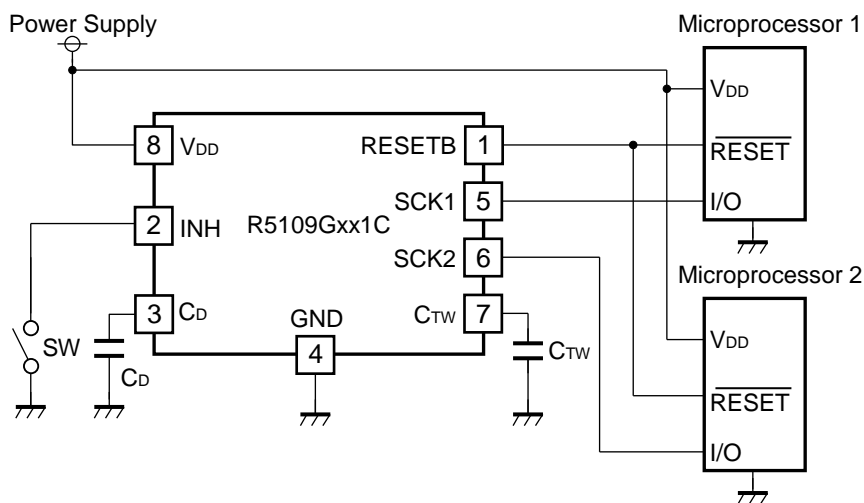 Power Supply
Microprocessor 1
VDD
RESET
I/O
8 VDD
RESETB 1
SCK1 5
2 INH
R5109Gxx1C
SCK2 6
3 CD
GND
4
CTW 7
SW
CD
CTW
Microprocessor 2
VDD
RESET
I/O